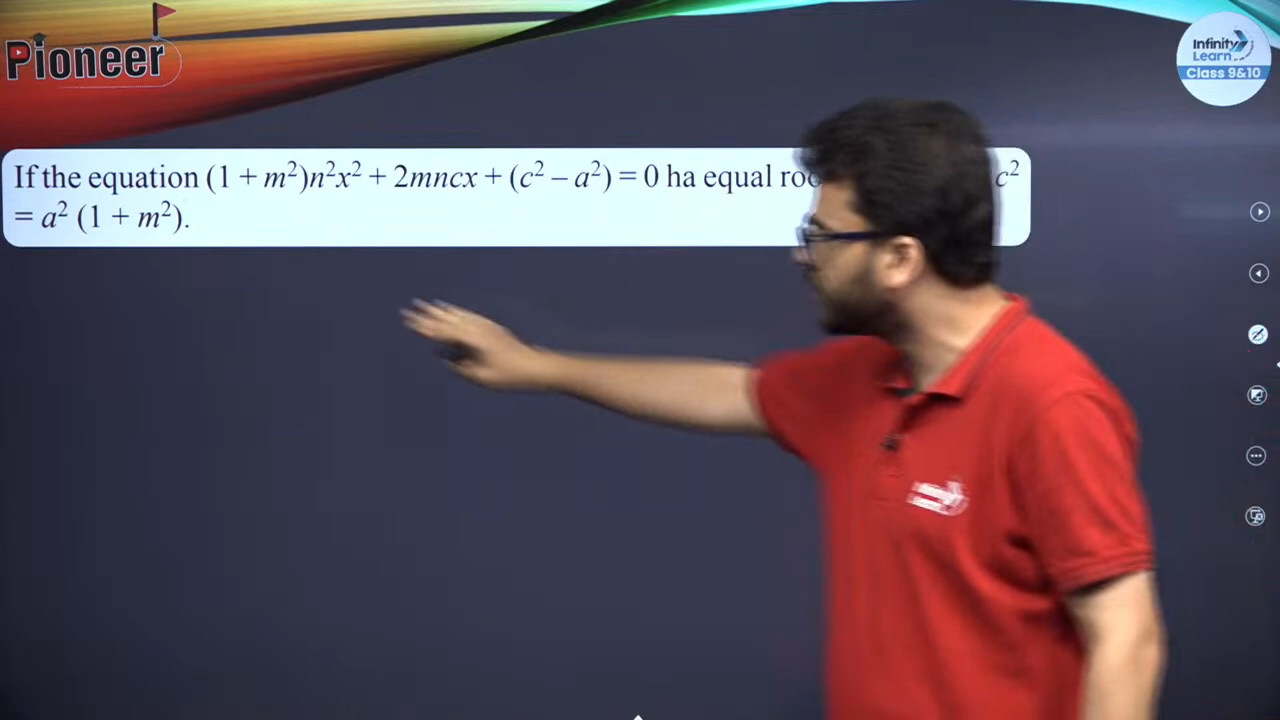 Pioneer
Infinity
Learn
Class 9&10
If the equation (1 + m²)n²x² + 2mncx + (c² – a²) = 0 ha equal c²
= a² (1 + m²).